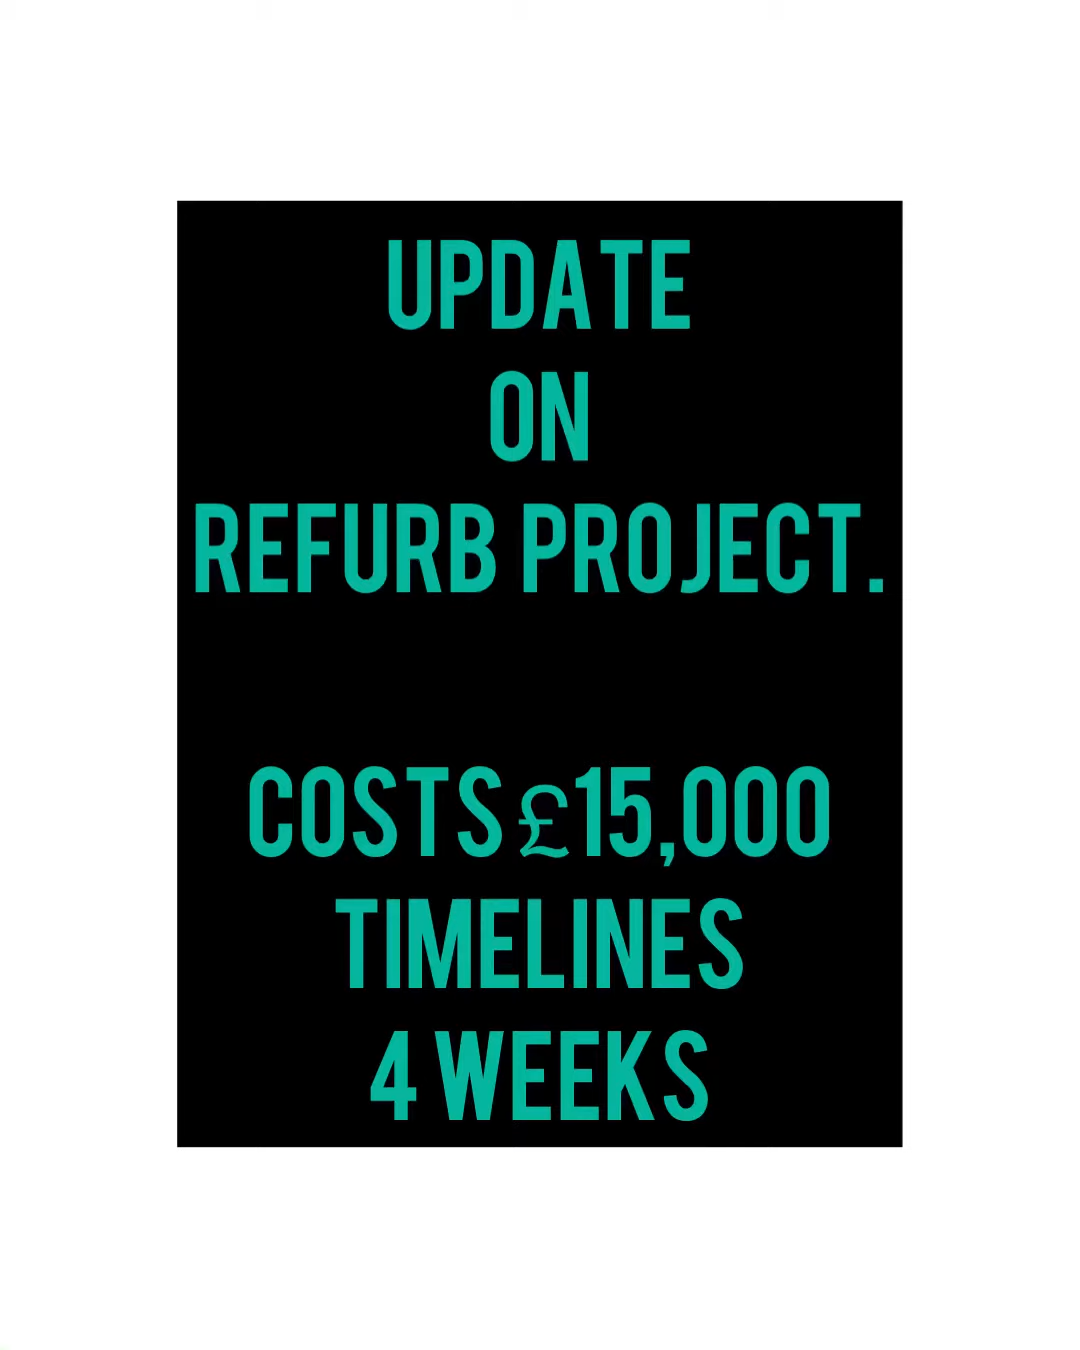 UPDATE
ON
REFURB PROJECT.
COSTS £15,000
TIMELINES
4 WEEKS